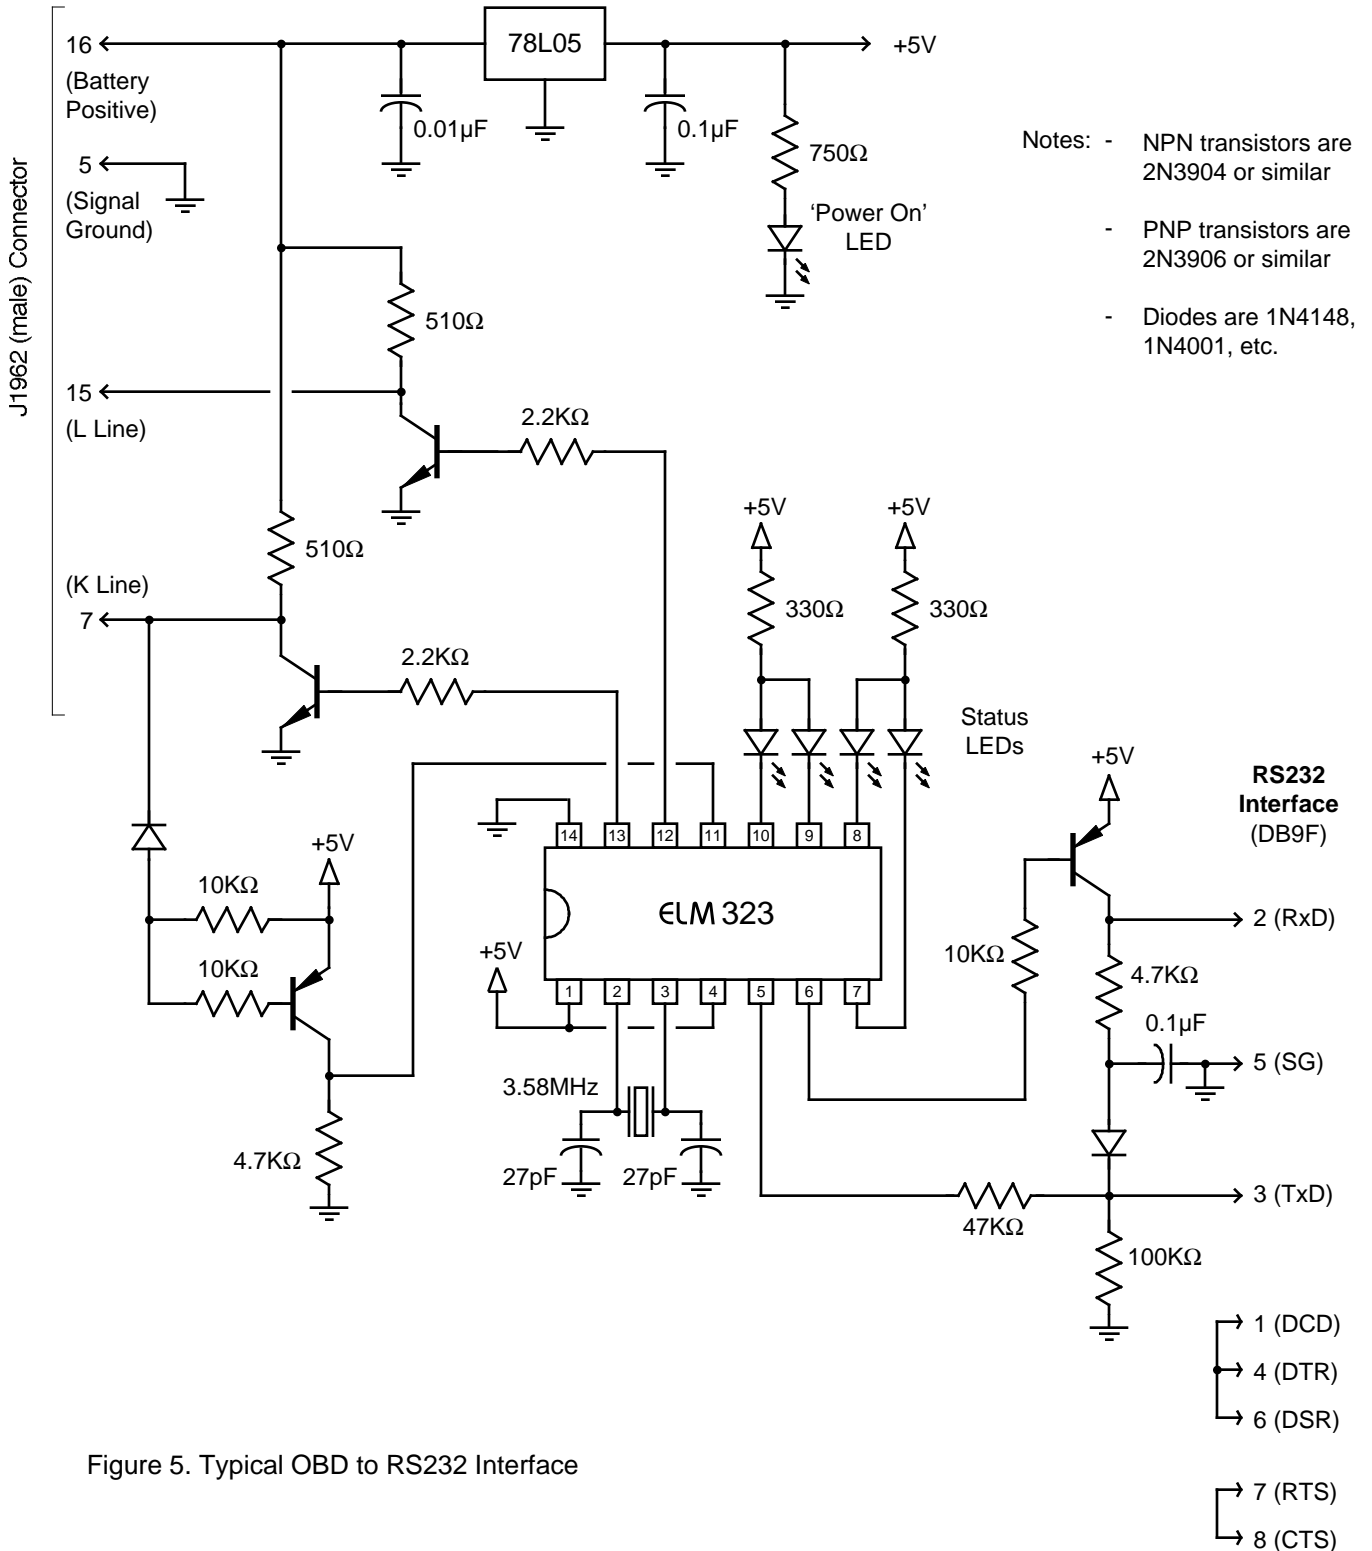 J1962 (male) Connector
16
(Battery
Positive)
5
(Signal
Ground)
15
(L Line)
(K Line)
7
78L05
+5V
0.01µF
0.1µF
750Ω
'Power On'
LED
Notes: - NPN transistors are
2N3904 or similar
- PNP transistors are
2N3906 or similar
- Diodes are 1N4148,
1N4001, etc.
510Ω
2.2KΩ
510Ω
2.2KΩ
+5V
+5V
330Ω
330Ω
Status
LEDs
+5V
RS232
Interface
(DB9F)
14
13
12
11
10
9
8
ELM 323
1
2
3
4
5
6
7
+5V
10KΩ
10KΩ
+5V
4.7KΩ
3.58MHz
27pF
27pF
10KΩ
2 (RxD)
4.7KΩ
0.1µF
5 (SG)
3 (TxD)
47KΩ
100KΩ
1 (DCD)
4 (DTR)
6 (DSR)
7 (RTS)
8 (CTS)
Figure 5. Typical OBD to RS232 Interface